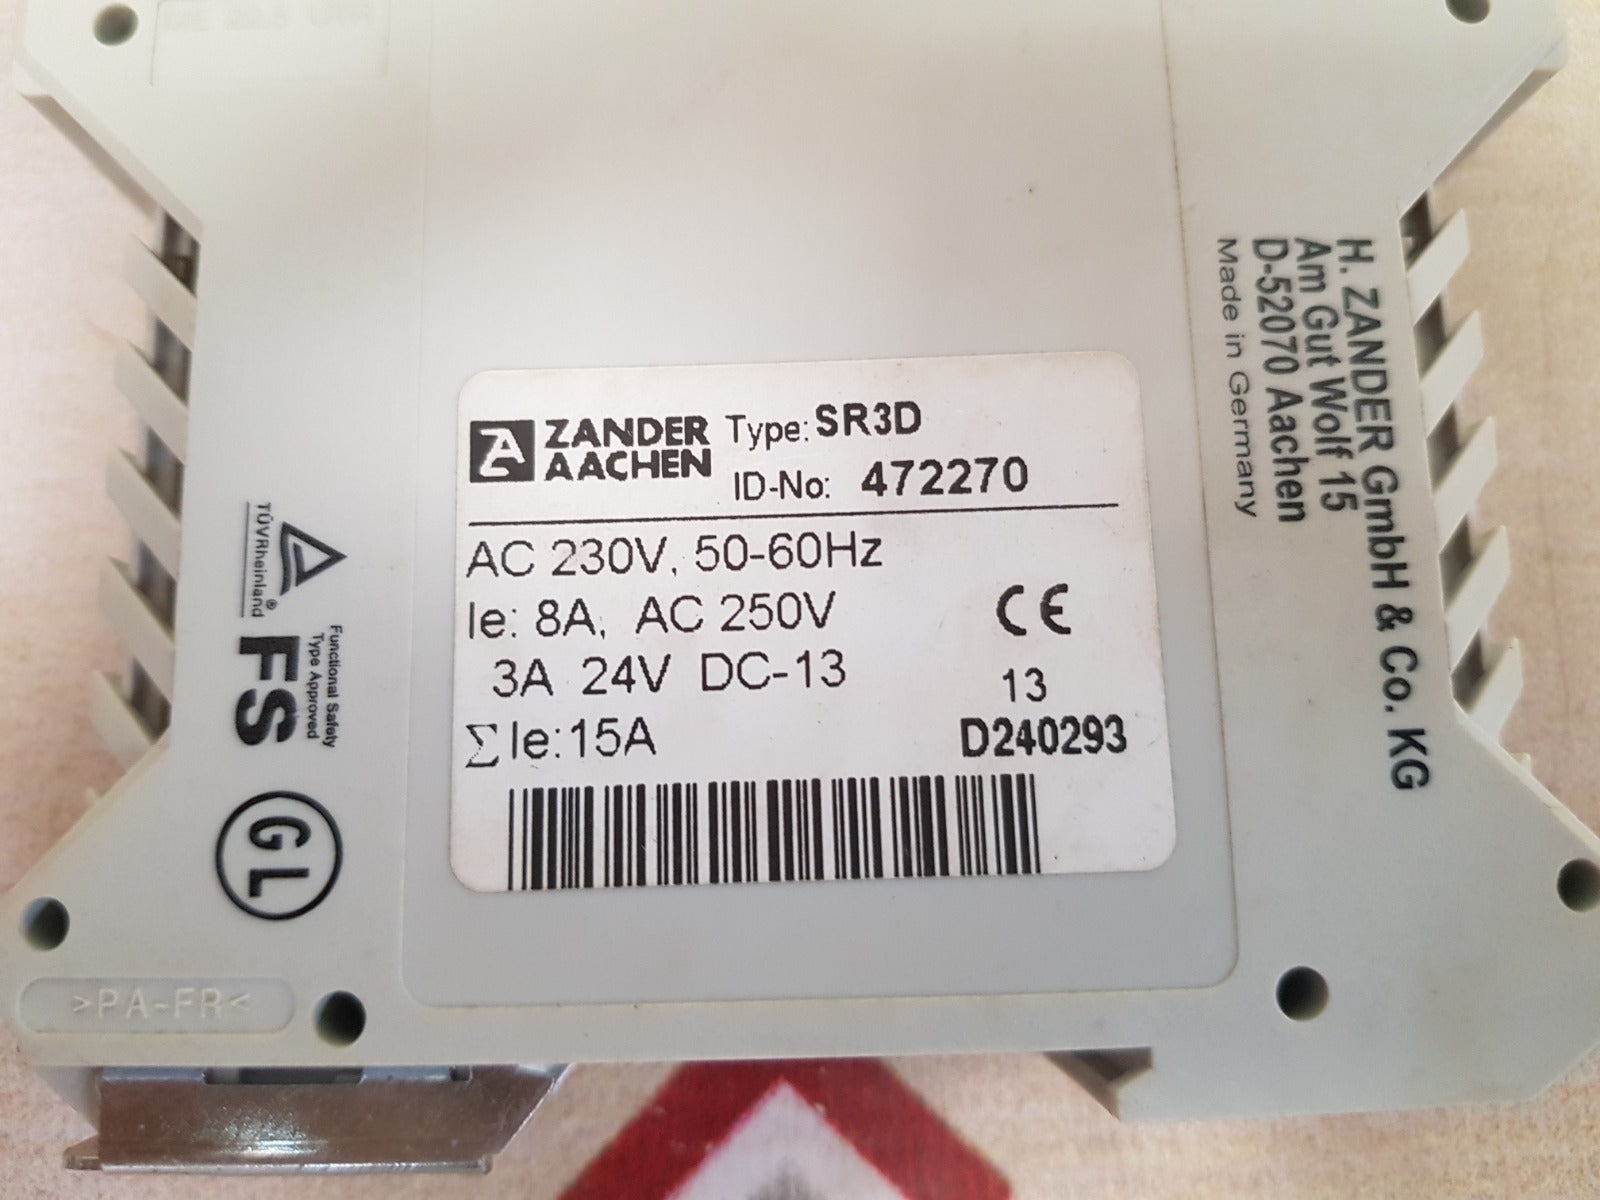 ZANDER
AACHEN
Type: SR3D
ID-No: 472270
AC 230V, 50-60Hz
Ie: 8A, AC 250V
3A 24V DC-13
∑Ie:15A
CE
13
D240293
H. ZANDER GmbH & Co. KG
Am Gut Wolf 15
D-52070 Aachen
Made in Germany
TÜVRheinland®
Functional Safety
Type Approved
FS
GL
>PA-FR<